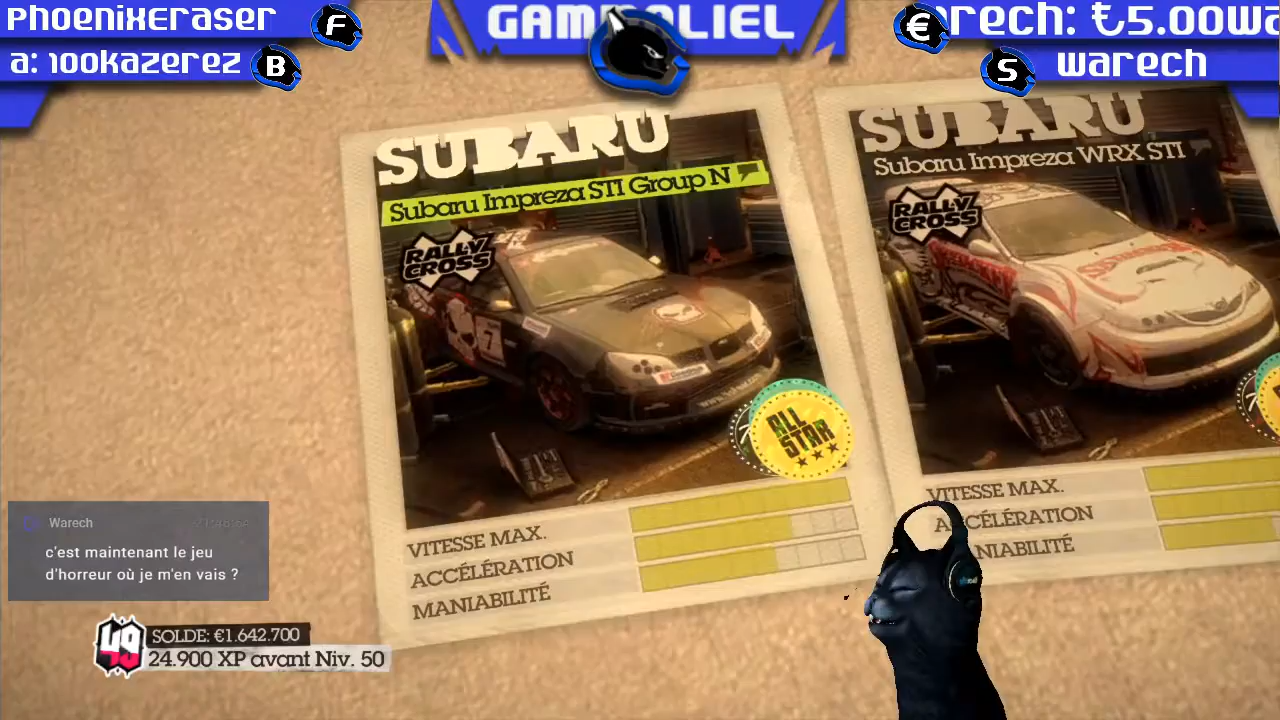 PhoenixEraser
F
GAMBALIEL
€
arech: €5.00wa
a: 100Kazerez
B
S
warech
SUBARU
Subaru Impreza STI Group N
RALLY
CROSS
7
ALL
STAR
VITESSE MAX.
ACCÉLÉRATION
MANIABILITÉ
SUBARU
Subaru Impreza WRX STI
RALLY
CROSS
VITESSE MAX.
ACCÉLÉRATION
MANIABILITÉ
Warech
c'est maintenant le jeu
d'horreur où je m'en vais ?
49
SOLDE: €1.642.700
24.900 XP avant Niv. 50